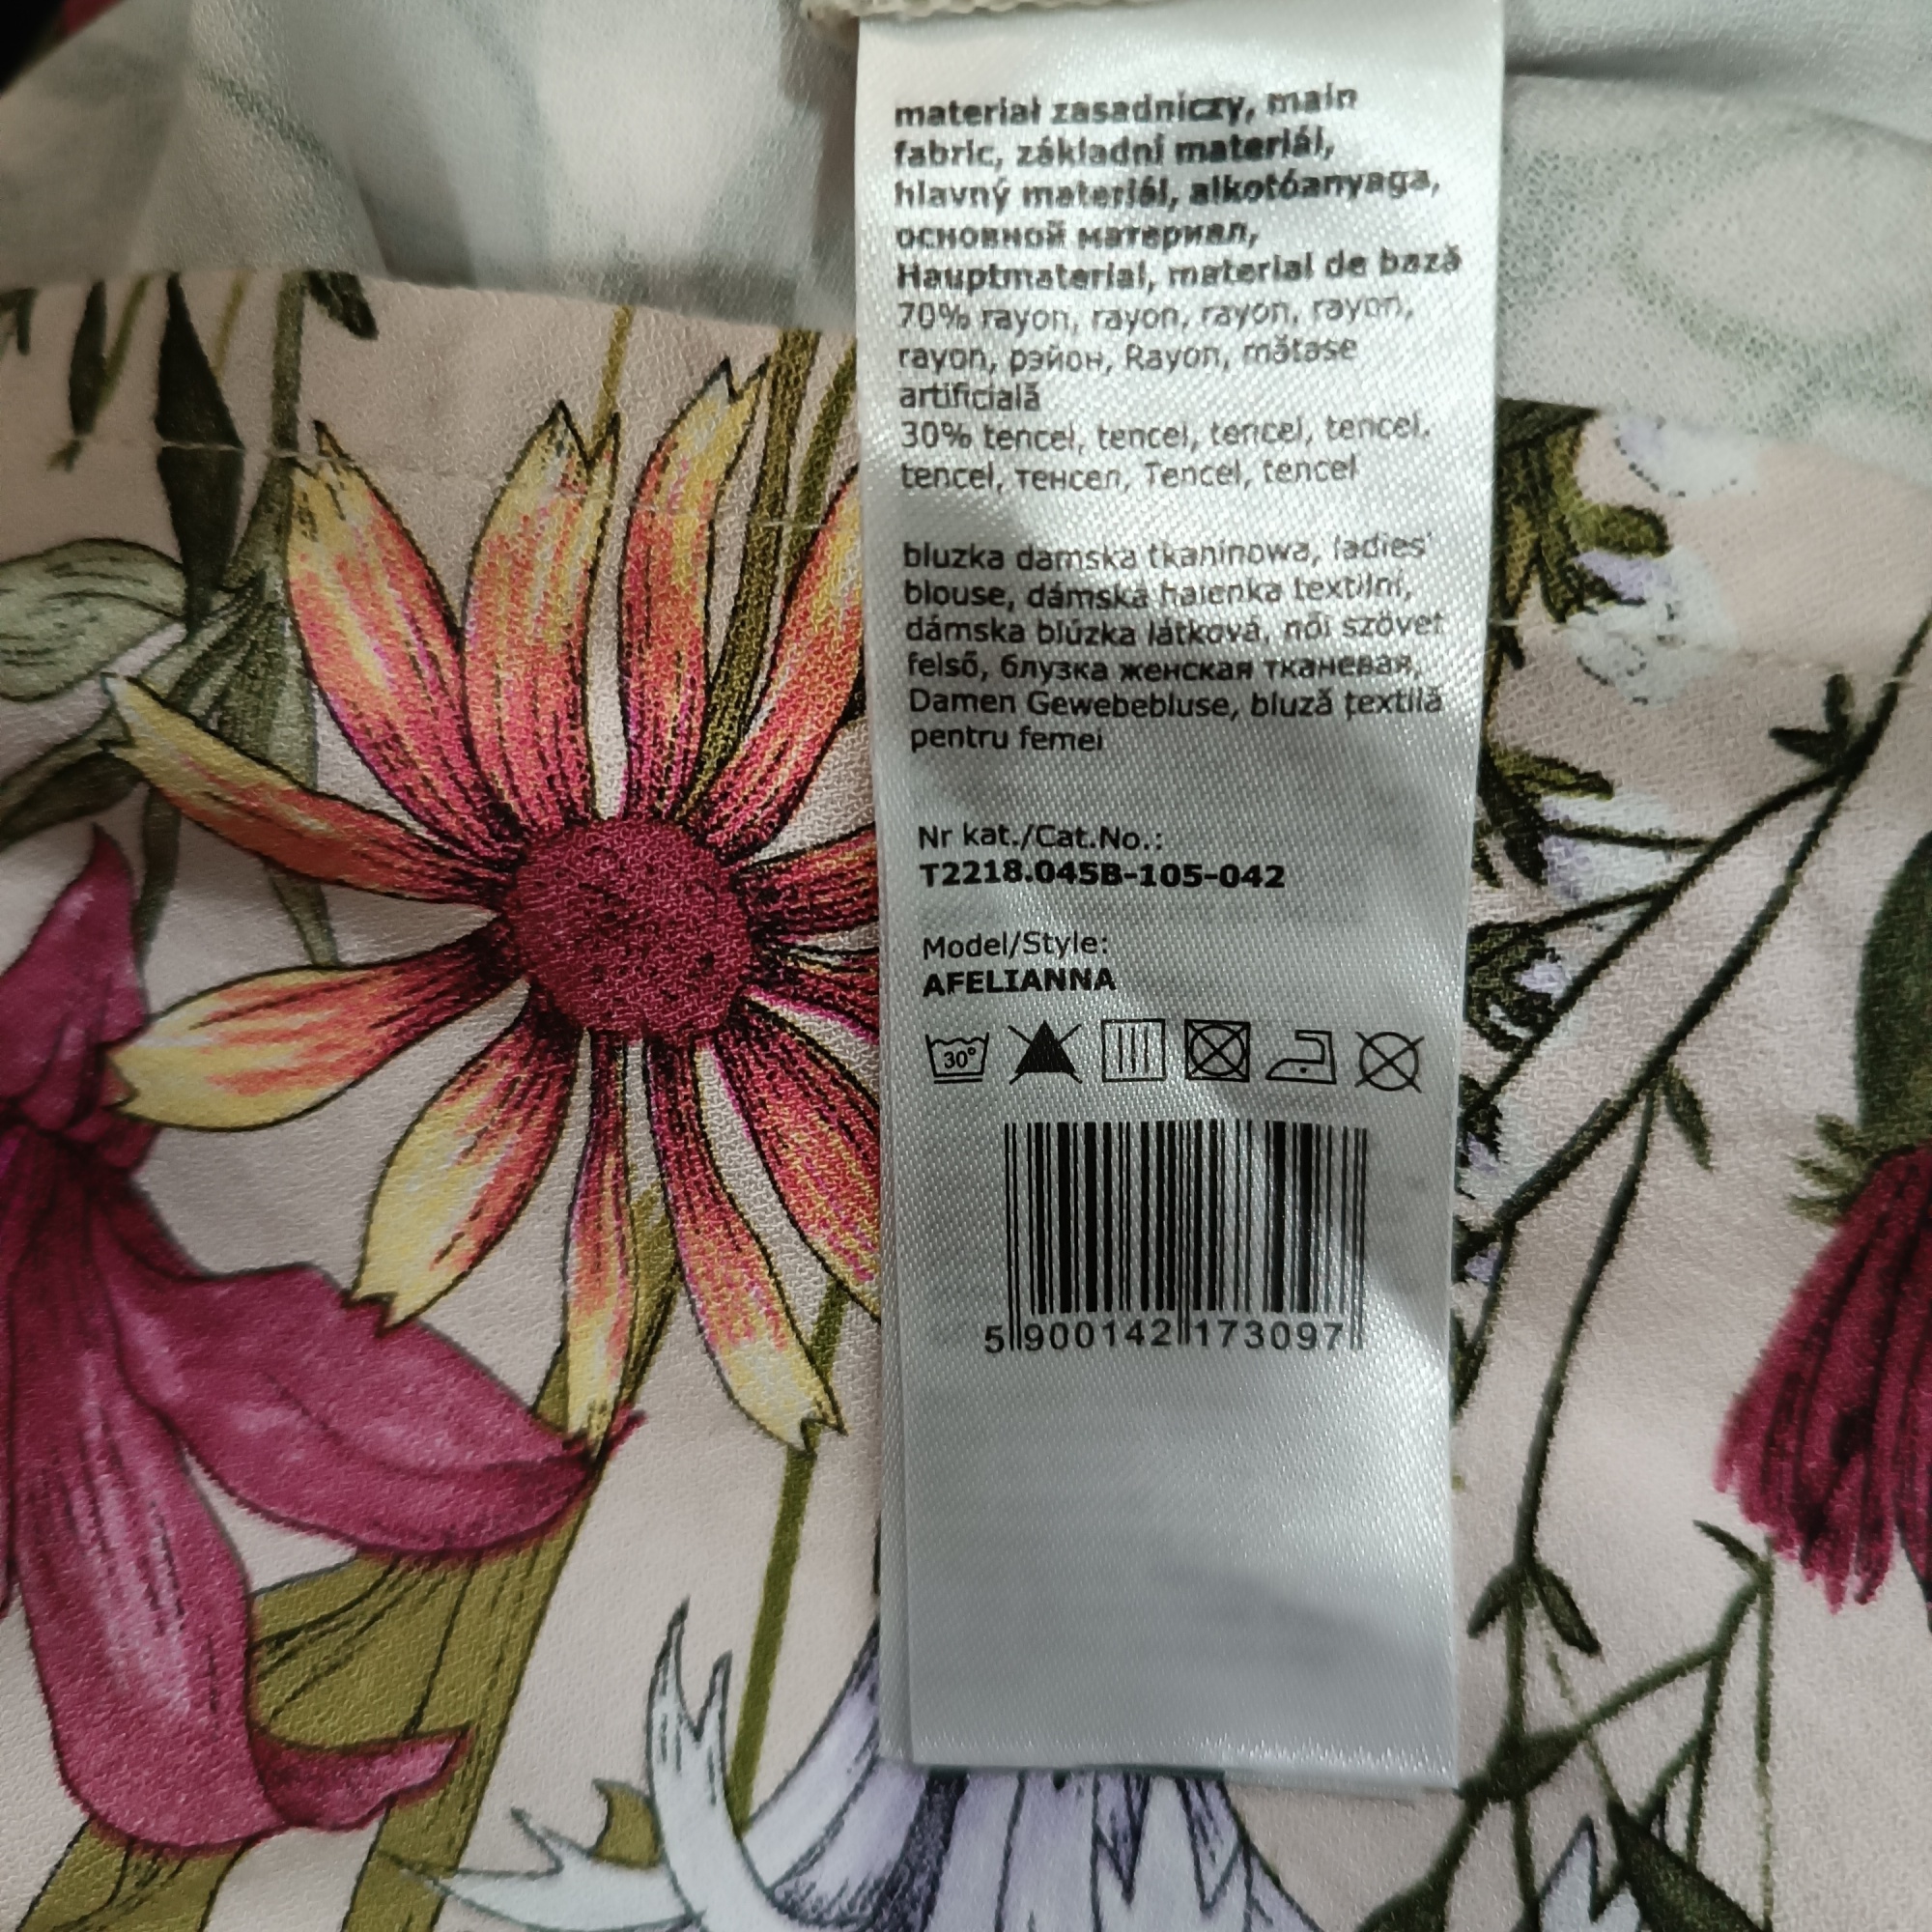 materiał zasadniczy, main
fabric, základní materiál,
hlavný materiál, alkotóanyaga,
основной материал,
Hauptmaterial, material de bază
70% rayon, rayon, rayon, rayon,
rayon, рэйон, Rayon, mătase
artificială
30% tencel, tencel, tencel, tencel,
tencel, тенсел, Tencel, tencel
bluzka damska tkaninowa, ladies'
blouse, dámská halenka textilní,
dámska blúzka látková, női szövet
felső, блузка женская тканевая,
Damen Gewebebluse, bluză țextilă
pentru femei
Nr kat./Cat.No.:
T2218.045B-105-042
Model/Style:
AFELIANNA
30°
5 900142 173097